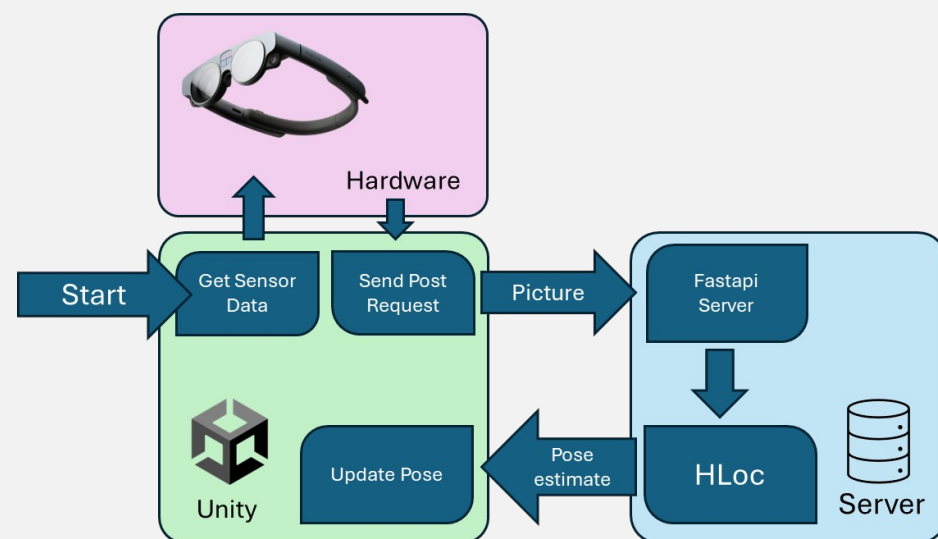 Hardware
Start
Get Sensor
Data
Send Post
Request
Picture
Fastapi
Server
Unity
Update Pose
Pose
estimate
HLoc
Server